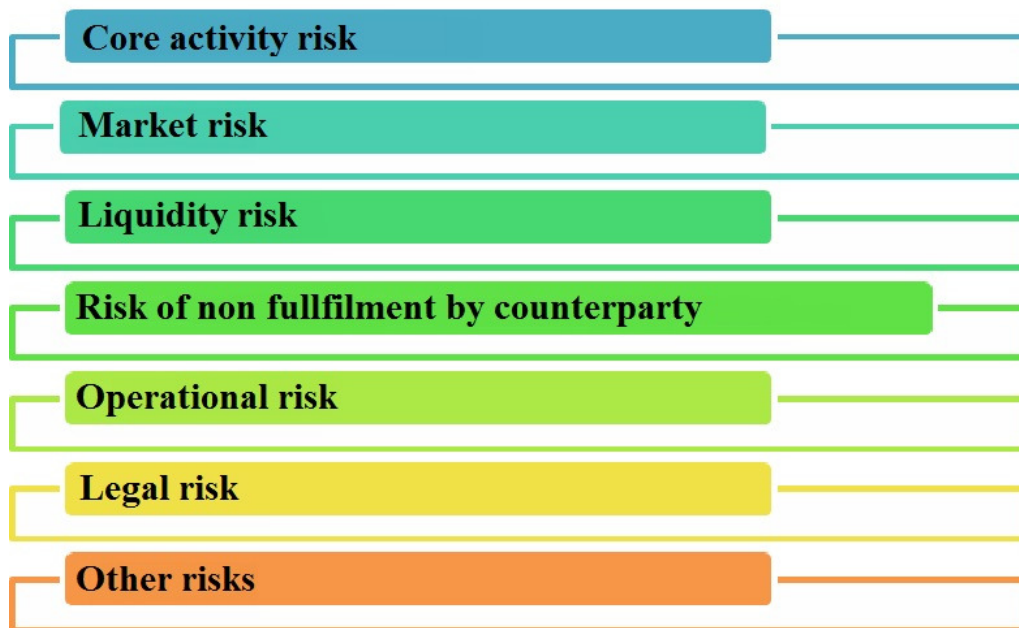 Core activity risk
Market risk
Liquidity risk
Risk of non fullfilment by counterparty
Operational risk
Legal risk
Other risks